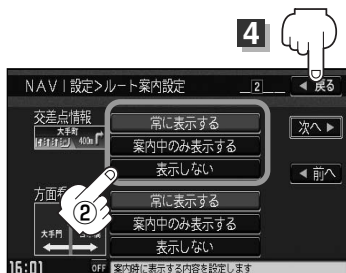 4
NAVI設定>ルート案内設定
2
◀戻る
交差点情報
大手町
400m
常に表示する
案内中のみ表示する
表示しない
次へ▶
◀前へ
②
方面看
大手門
常に表示する
案内中のみ表示する
表示しない
15:01
OFF
案内時に表示する内容を設定します